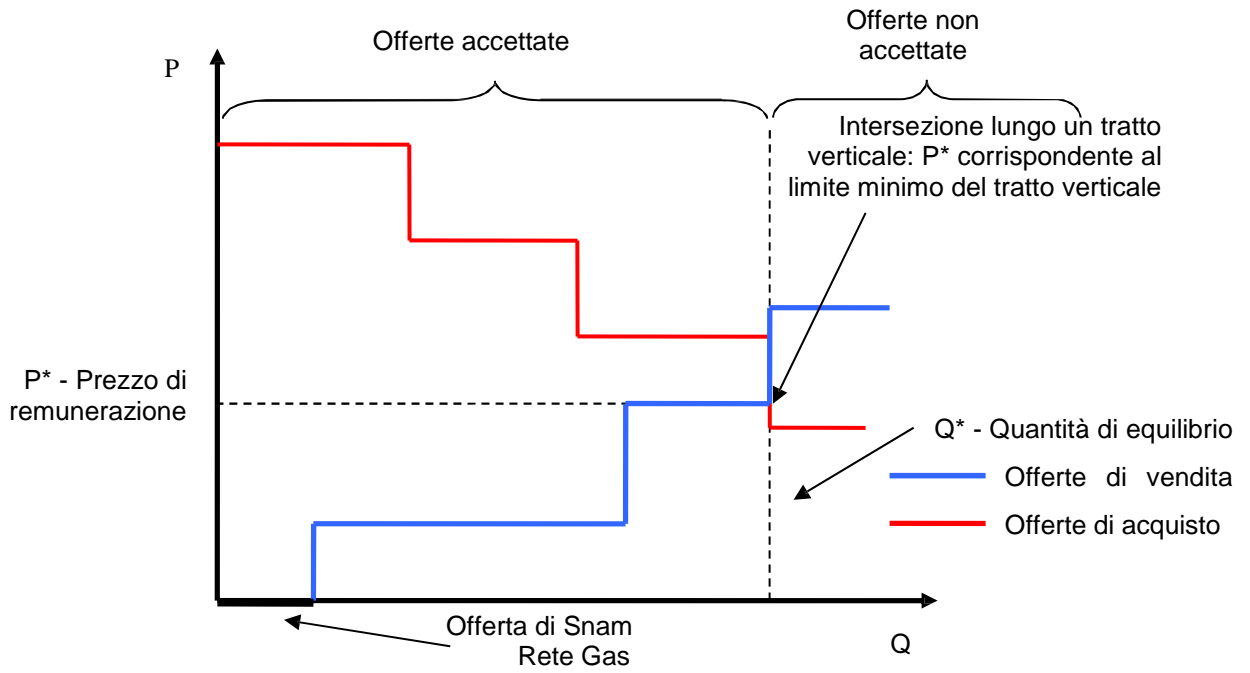 Offerte accettate
Offerte non
accettate
P
Intersezione lungo un tratto
verticale: P* corrispondente al
limite minimo del tratto verticale
P* - Prezzo di
remunerazione
Q* - Quantità di equilibrio
Offerte di vendita
Offerte di acquisto
Offerta di Snam
Rete Gas
Q